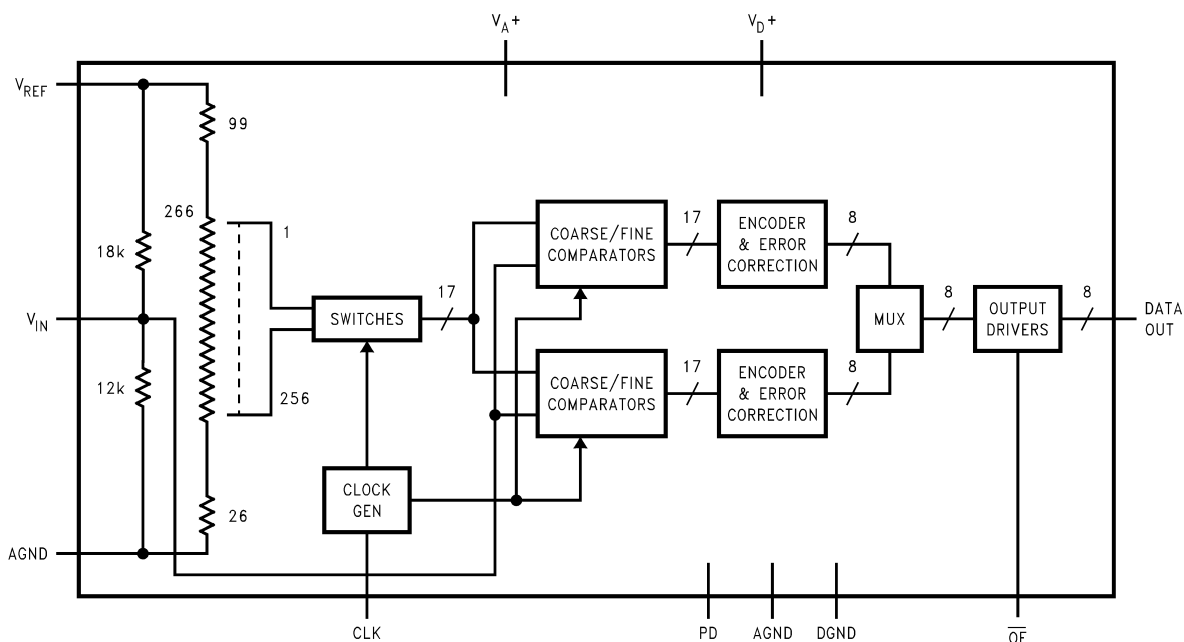 VA+
VD+
VREF
99
266
1
18k
17
COARSE/FINE
COMPARATORS
17
ENCODER
& ERROR
CORRECTION
8
VIN
SWITCHES
17
MUX
8
OUTPUT
DRIVERS
8
DATA
OUT
12k
256
COARSE/FINE
COMPARATORS
17
ENCODER
& ERROR
CORRECTION
8
CLOCK
GEN
26
AGND
CLK
PD
AGND
DGND
OE